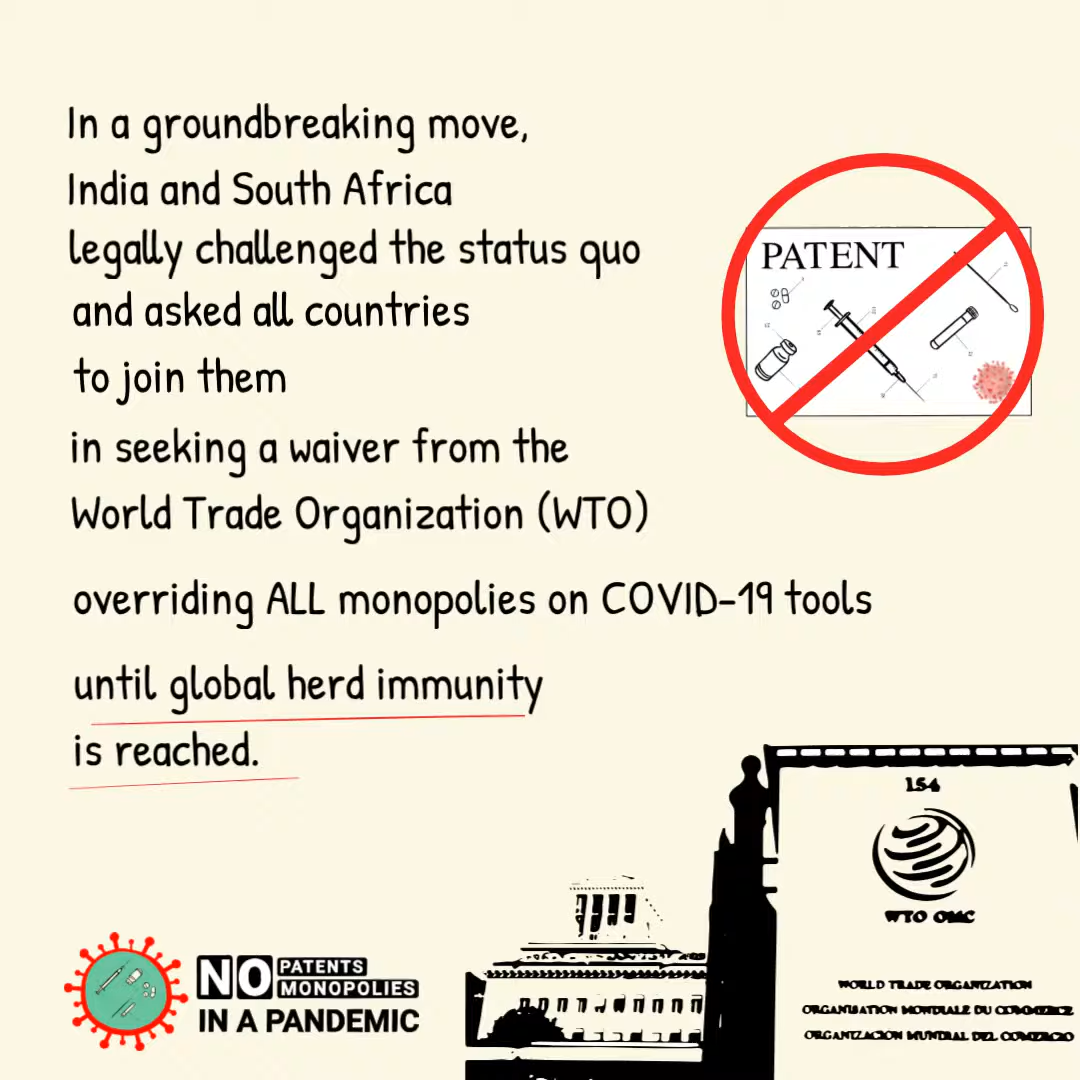 In a groundbreaking move,
India and South Africa
legally challenged the status quo
and asked all countries
to join them
in seeking a waiver from the
World Trade Organization (WTO)
overriding ALL monopolies on COVID-19 tools
until global herd immunity
is reached.
PATENT
154
WTO OMC
WORLD TRADE ORGANIZATION
ORGANISATION MONDIALE DU COMMERCE
ORGANIZACION MUNDIAL DEL COMERCIO
NO PATENTS
MONOPOLIES
IN A PANDEMIC